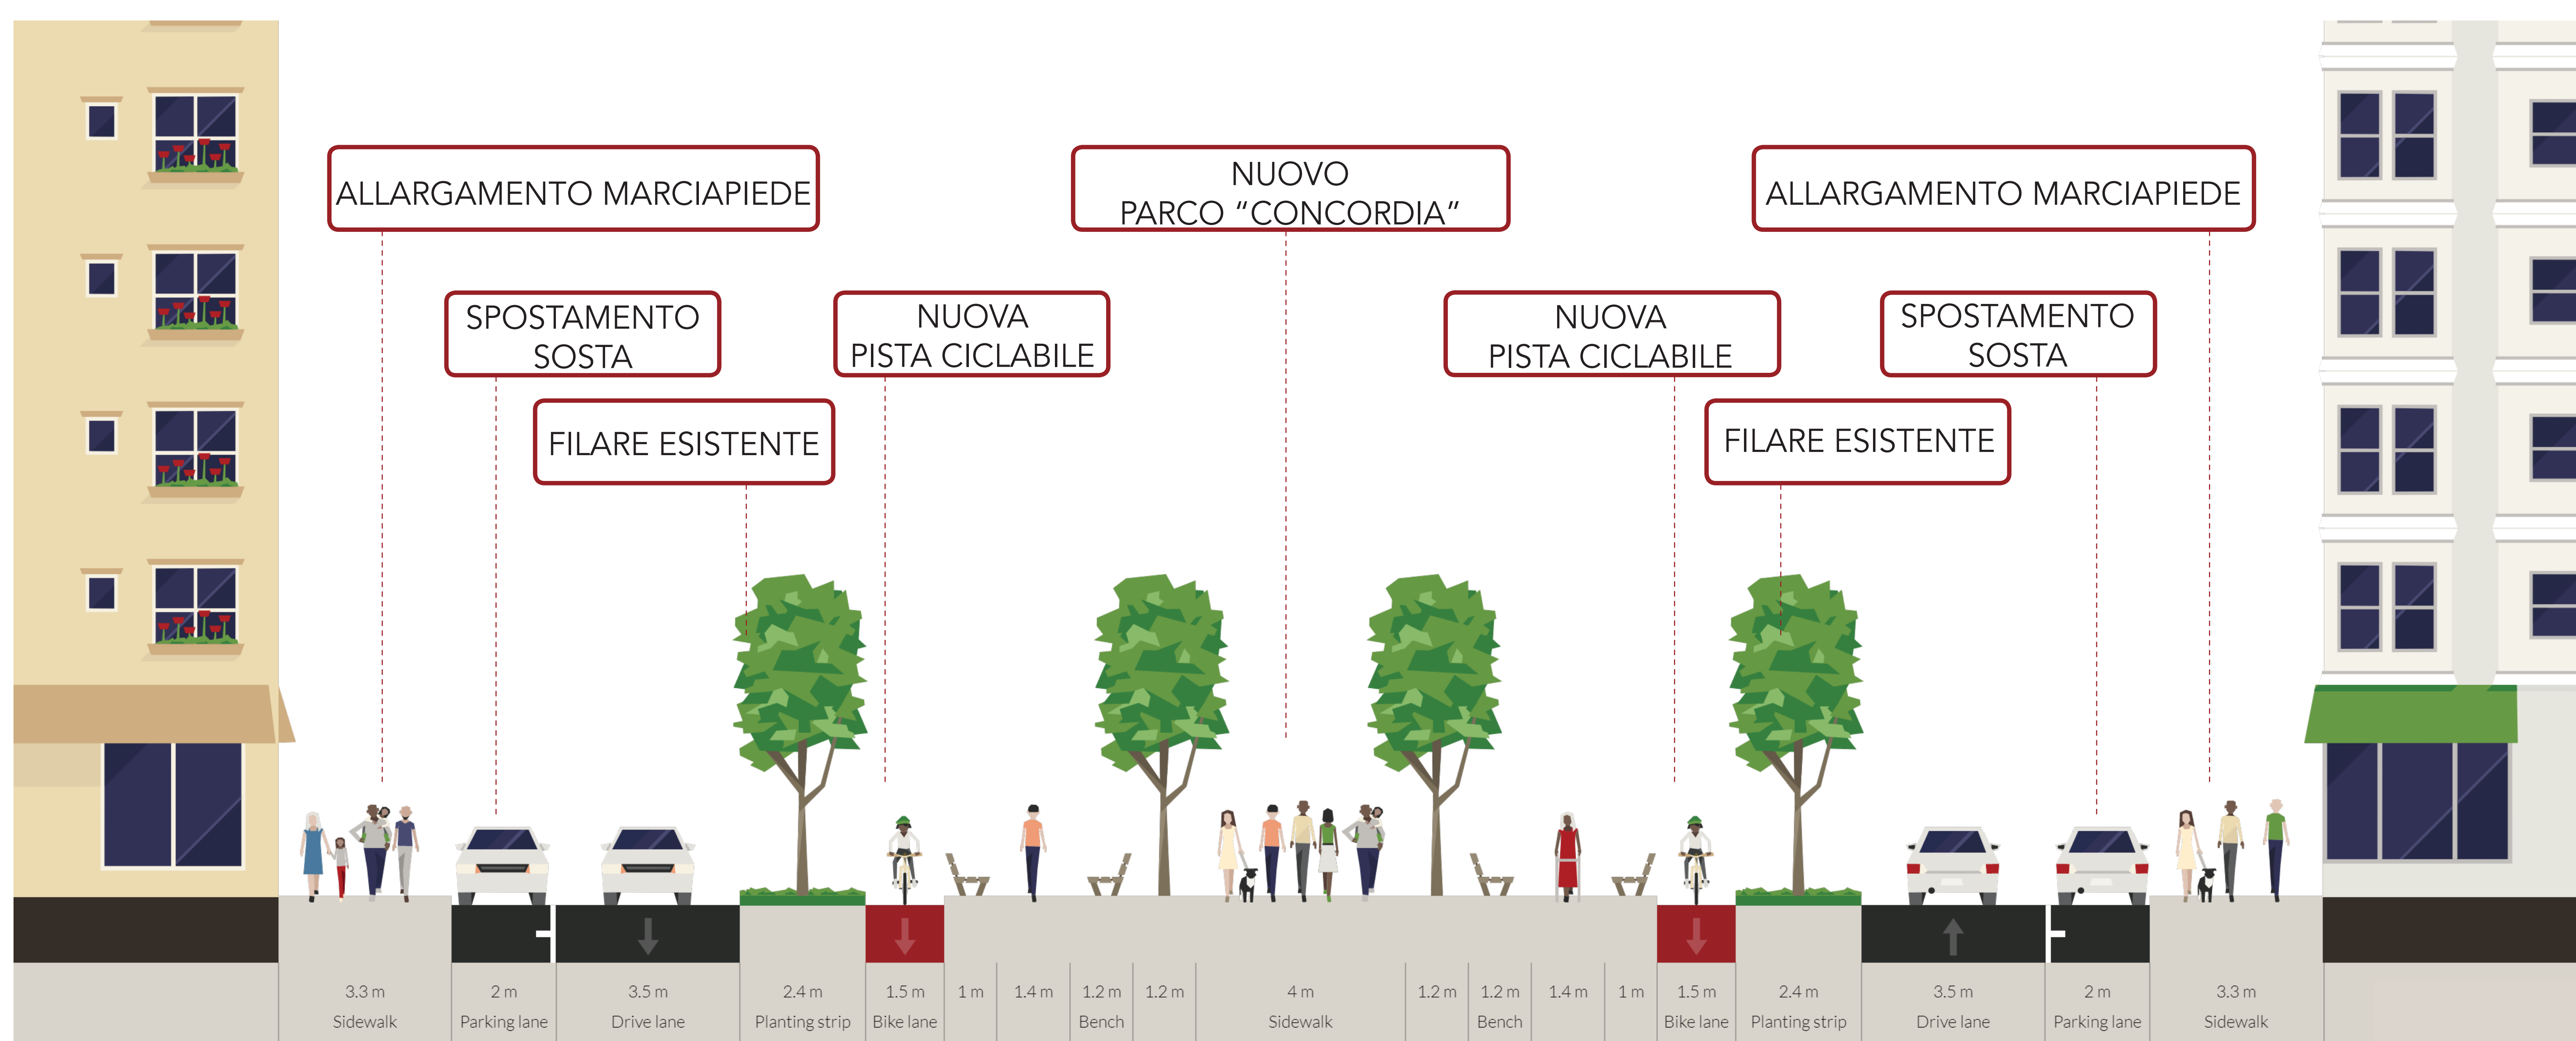 ALLARGAMENTO MARCIAPIEDE
NUOVO
PARCO “CONCORDIA”
ALLARGAMENTO MARCIAPIEDE
SPOSTAMENTO
SOSTA
NUOVA
PISTA CICLABILE
NUOVA
PISTA CICLABILE
SPOSTAMENTO
SOSTA
FILARE ESISTENTE
FILARE ESISTENTE
3.3 m
Sidewalk
2 m
Parking lane
3.5 m
Drive lane
2.4 m
Planting strip
1.5 m
Bike lane
1 m
1.4 m
1.2 m
Bench
1.2 m
4 m
Sidewalk
1.2 m
1.2 m
Bench
1.4 m
1 m
1.5 m
Bike lane
2.4 m
Planting strip
3.5 m
Drive lane
2 m
Parking lane
3.3 m
Sidewalk